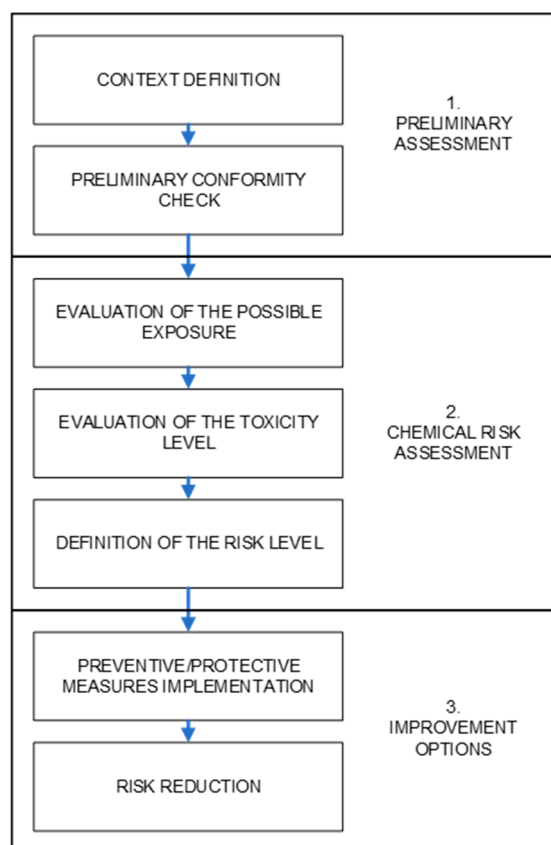 CONTEXT DEFINITION
PRELIMINARY CONFORMITY
CHECK
1.
PRELIMINARY
ASSESSMENT
EVALUATION OF THE POSSIBLE
EXPOSURE
EVALUATION OF THE TOXICITY
LEVEL
DEFINITION OF THE RISK LEVEL
2.
CHEMICAL RISK
ASSESSMENT
PREVENTIVE/PROTECTIVE
MEASURES IMPLEMENTATION
RISK REDUCTION
3.
IMPROVEMENT
OPTIONS